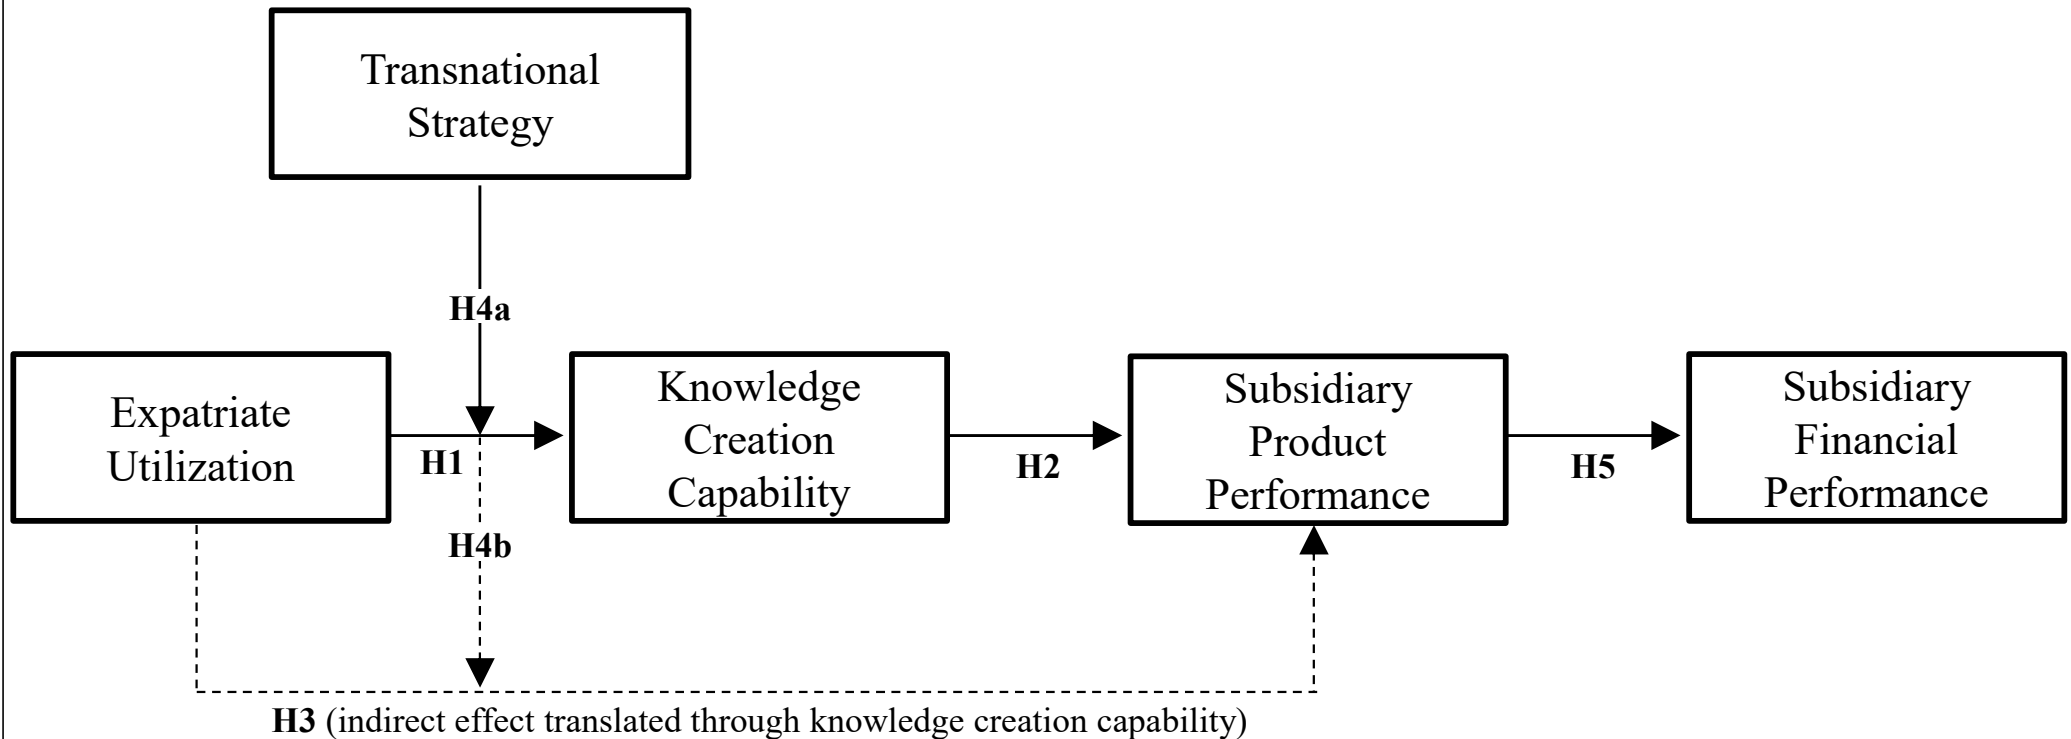 Transnational
Strategy
H4a
Expatriate
Utilization
H1
Knowledge
Creation
Capability
H2
Subsidiary
Product
Performance
H5
Subsidiary
Financial
Performance
H4b
H3 (indirect effect translated through knowledge creation capability)